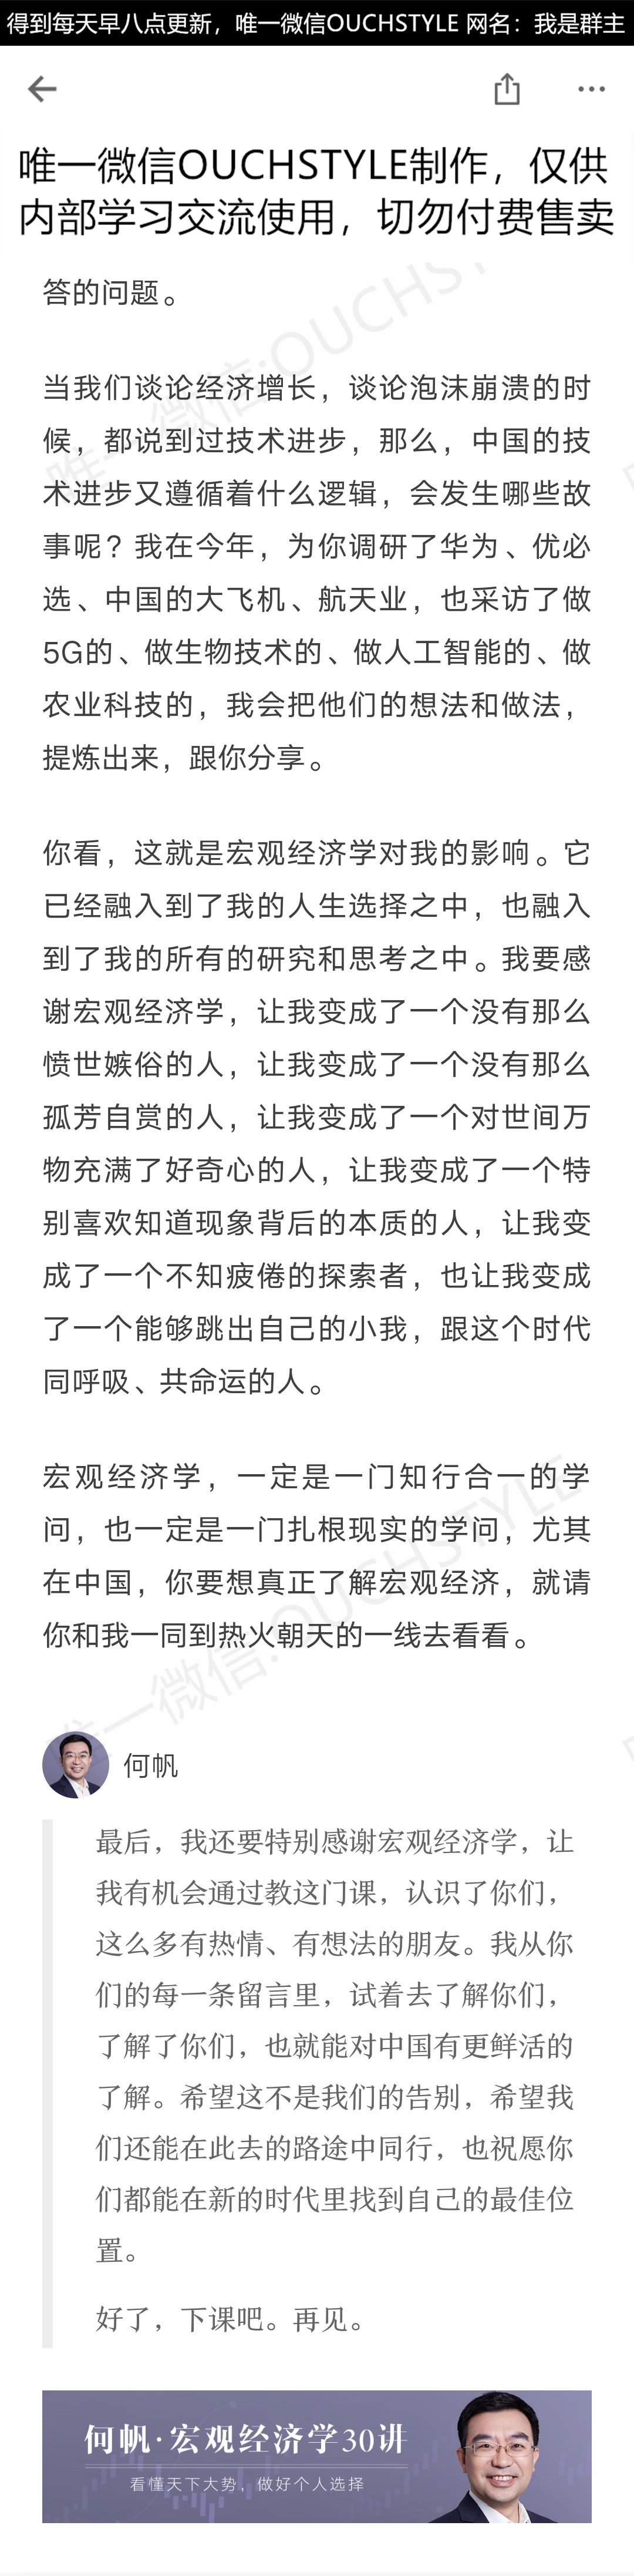 得到每天早八点更新，唯一微信OUCHSTYLE 网名：我是群主
唯一微信OUCHSTYLE制作，仅供
内部学习交流使用，切勿付费售卖
答的问题。
当我们谈论经济增长，谈论泡沫崩溃的时
候，都说到过技术进步，那么，中国的技
术进步又遵循着什么逻辑，会发生哪些故
事呢？我在今年，为你调研了华为、优必
选、中国的大飞机、航天业，也采访了做
5G的、做生物技术的、做人工智能的、做
农业科技的，我会把他们的想法和做法，
提炼出来，跟你分享。
你看，这就是宏观经济学对我的影响。它
已经融入到了我的人生选择之中，也融入
到了我的所有的研究和思考之中。我要感
谢宏观经济学，让我变成了一个没有那么
愤世嫉俗的人，让我变成了一个没有那么
孤芳自赏的人，让我变成了一个对世间万
物充满了好奇心的人，让我变成了一个特
别喜欢知道现象背后的本质的人，让我变
成了一个不知疲倦的探索者，也让我变成
了一个能够跳出自己的小我，跟这个时代
同呼吸、共命运的人。
宏观经济学，一定是一门知行合一的学
问，也一定是一门扎根现实的学问，尤其
在中国，你要想真正了解宏观经济，就请
你和我一同到热火朝天的一线去看看。
何帆
最后，我还要特别感谢宏观经济学，让
我有机会通过教这门课，认识了你们，
这么多有热情、有想法的朋友。我从你
们的每一条留言里，试着去了解你们，
了解了你们，也就能对中国有更鲜活的
了解。希望这不是我们的告别，希望我
们还能在此去的路途中同行，也祝愿你
们都能在新的时代里找到自己的最佳位
置。
好了，下课吧。再见。
何帆·宏观经济学30讲
看懂天下大势，做好个人选择
唯一微信:OUCHST
唯一微信:OUCHSTYLE